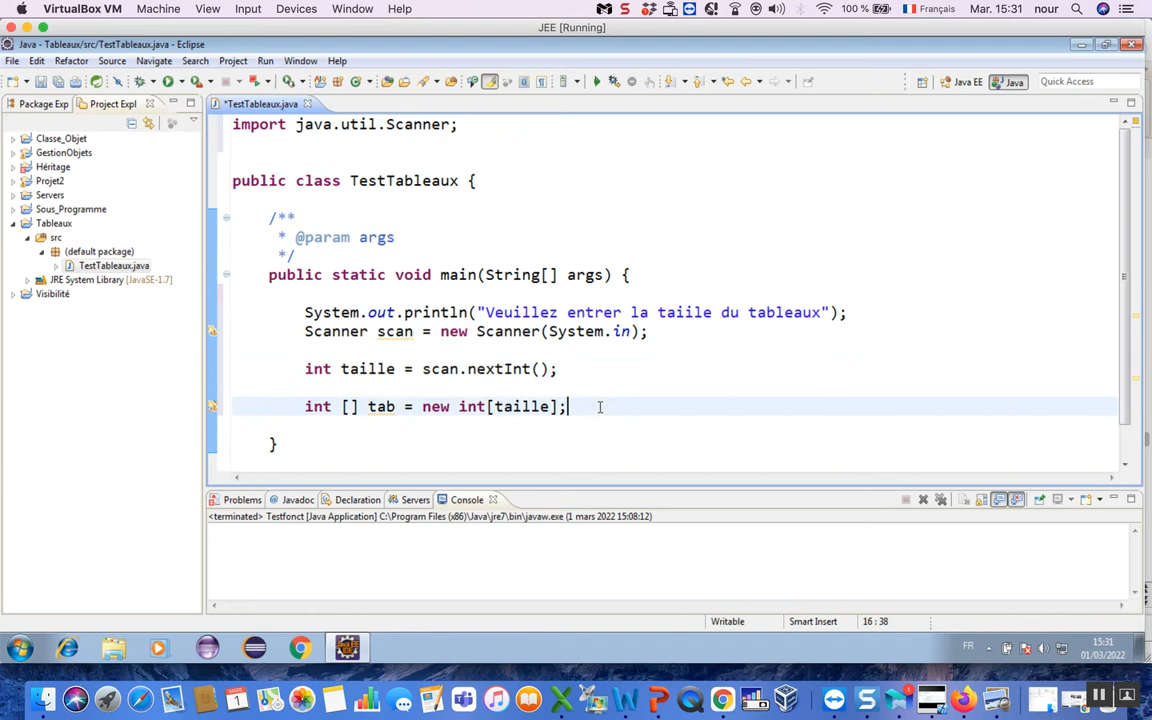 VirtualBox VM Machine View Input Devices Window Help 100 % Français Mar. 15:31 nour
JEE [Running]
Java - Tableaux/src/TestTableaux.java - Eclipse
File Edit Refactor Source Navigate Search Project Run Window Help
Java EE Java Quick Access
Package Exp Project Expl *TestTableaux.java
Classe_Objet
GestionObjets
Héritage
Projet2
Servers
Sous_Programme
Tableaux
src
(default package)
TestTableaux.java
JRE System Library [JavaSE-1.7]
Visibilité
import java.util.Scanner;
public class TestTableaux {
/**
* @param args
*/
public static void main(String[] args) {
System.out.println("Veuillez entrer la taiile du tableaux");
Scanner scan = new Scanner(System.in);
int taille = scan.nextInt();
int [] tab = new int[taille];
}
Problems Javadoc Declaration Servers Console
<terminated> Testfonct [Java Application] C:\Program Files (x86)\Java\jre7\bin\javaw.exe (1 mars 2022 15:08:12)
Writable Smart Insert 16 : 38
FR 15:31
01/03/2022